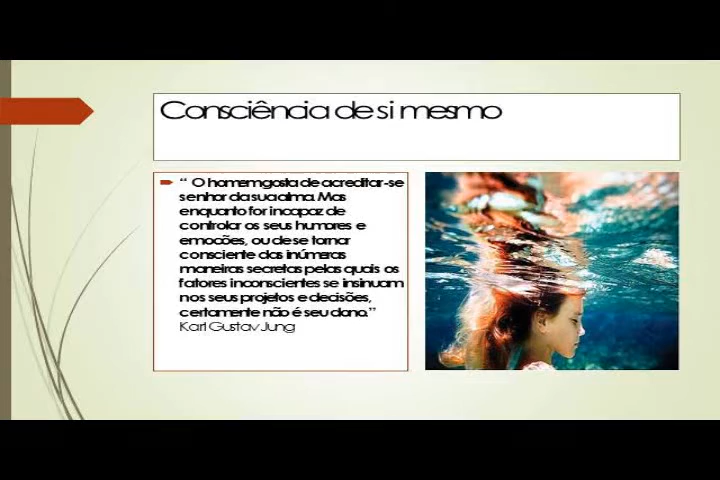 Consciência de si mesmo
“ O homem gosta de acreditar-se
senhor da sua alma. Mas
enquanto for incapaz de
controlar os seus humores e
emoções, ou de se tornar
consciente das inúmeras
maneiras secretas pelas quais os
fatores inconscientes se insinuam
nos seus projetos e decisões,
certamente não é seu dono.”
Karl Gustav Jung